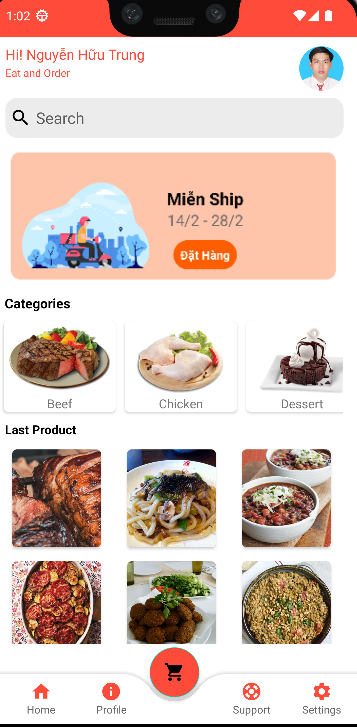 1:02
Hi! Nguyễn Hữu Trung
Eat and Order
Search
Miễn Ship
14/2 - 28/2
Đặt Hàng
Categories
Beef
Chicken
Dessert
Last Product
Home
Profile
Support
Settings